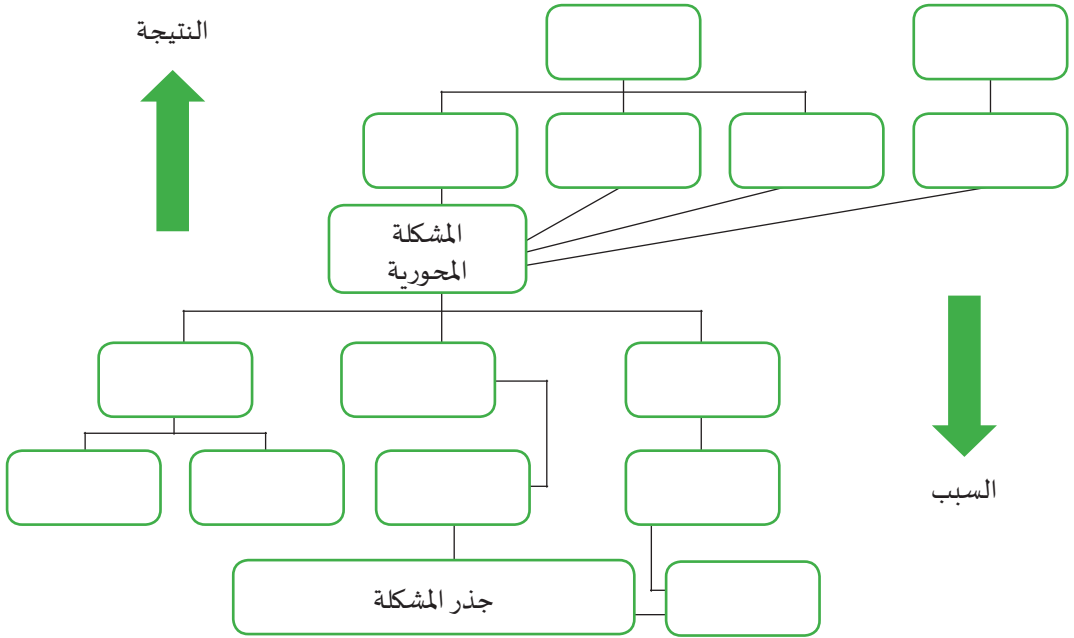 النتيجة
المشكلة
المحورية
السبب
جذر المشكلة